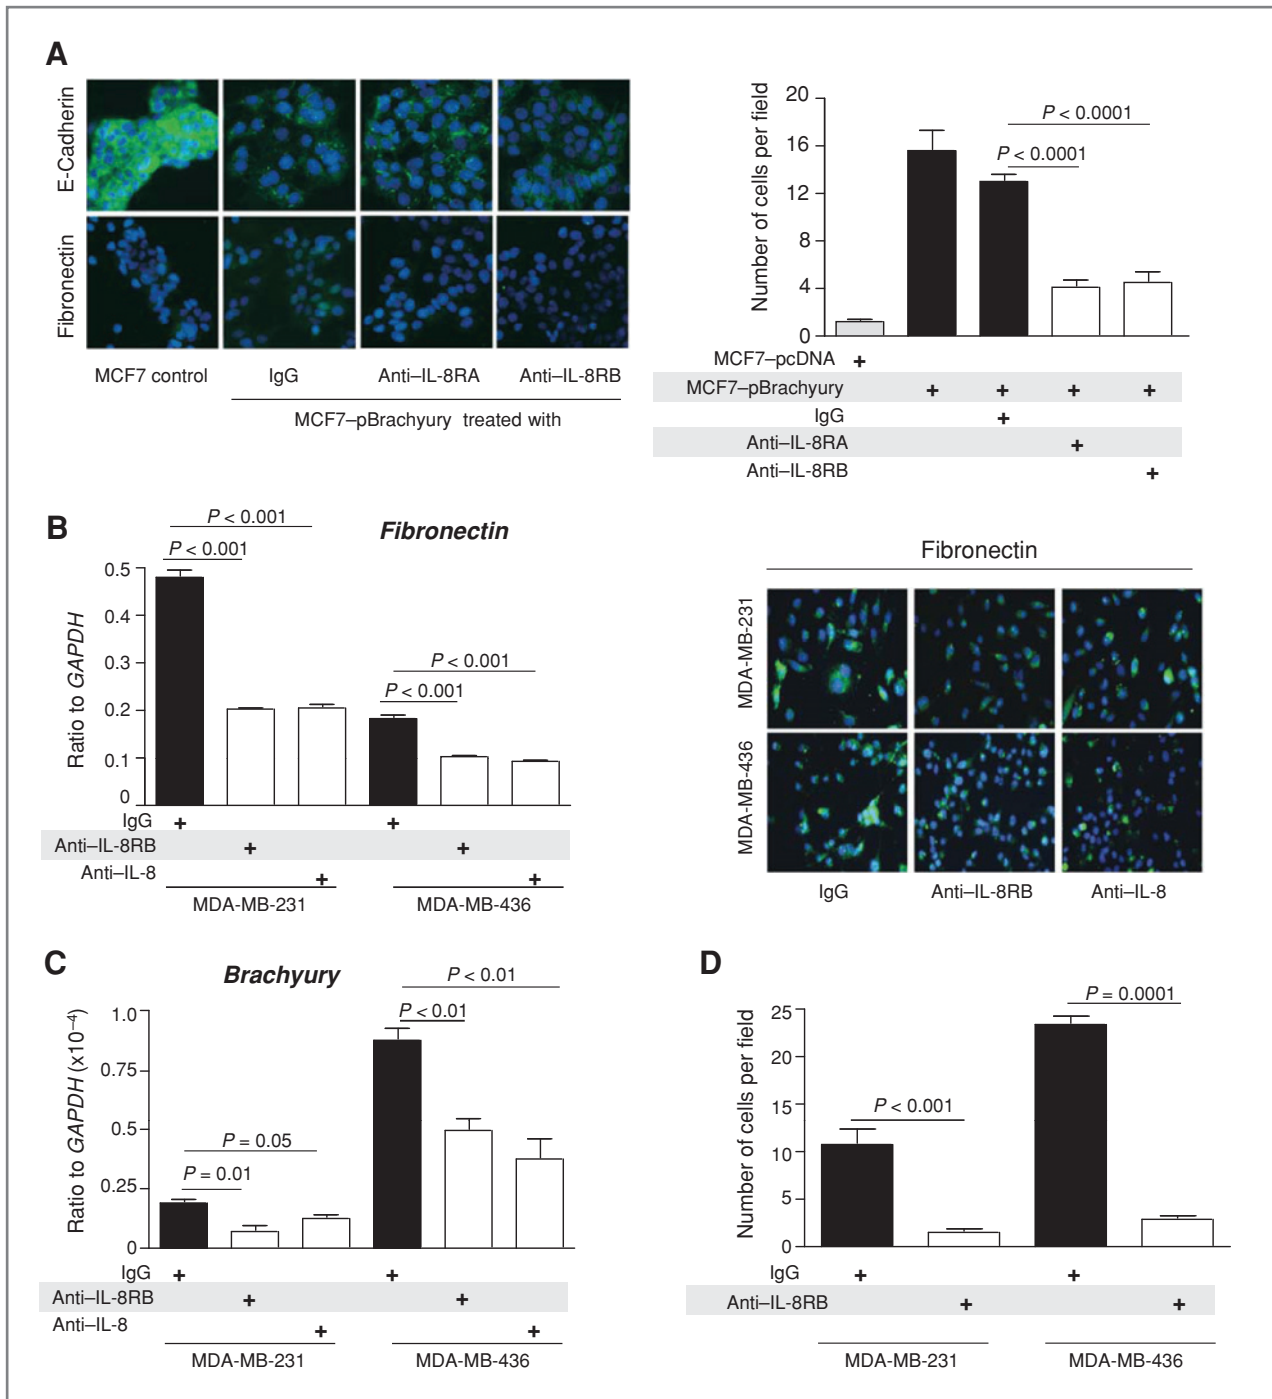 A
E-Cadherin
Fibronectin
MCF7 control
IgG
Anti–IL-8RA
Anti–IL-8RB
MCF7–pBrachyury treated with
Number of cells per field
20
16
12
8
4
0
P < 0.0001
P < 0.0001
MCF7–pcDNA +
MCF7–pBrachyury + + + +
IgG +
Anti–IL-8RA +
Anti–IL-8RB +
B
Fibronectin
Ratio to GAPDH
0.5
0.4
0.3
0.2
0.1
0
P < 0.001
P < 0.001
P < 0.001
P < 0.001
IgG + +
Anti–IL-8RB + +
Anti–IL-8 + +
MDA-MB-231
MDA-MB-436
Fibronectin
MDA-MB-231
MDA-MB-436
IgG
Anti–IL-8RB
Anti–IL-8
C
Brachyury
Ratio to GAPDH (x10⁻⁴)
1.0
0.75
0.5
0.25
0
P = 0.05
P = 0.01
P < 0.01
P < 0.01
IgG + +
Anti–IL-8RB + +
Anti–IL-8 + +
MDA-MB-231
MDA-MB-436
D
Number of cells per field
25
20
15
10
5
0
P < 0.001
P = 0.0001
IgG + +
Anti–IL-8RB + +
MDA-MB-231
MDA-MB-436